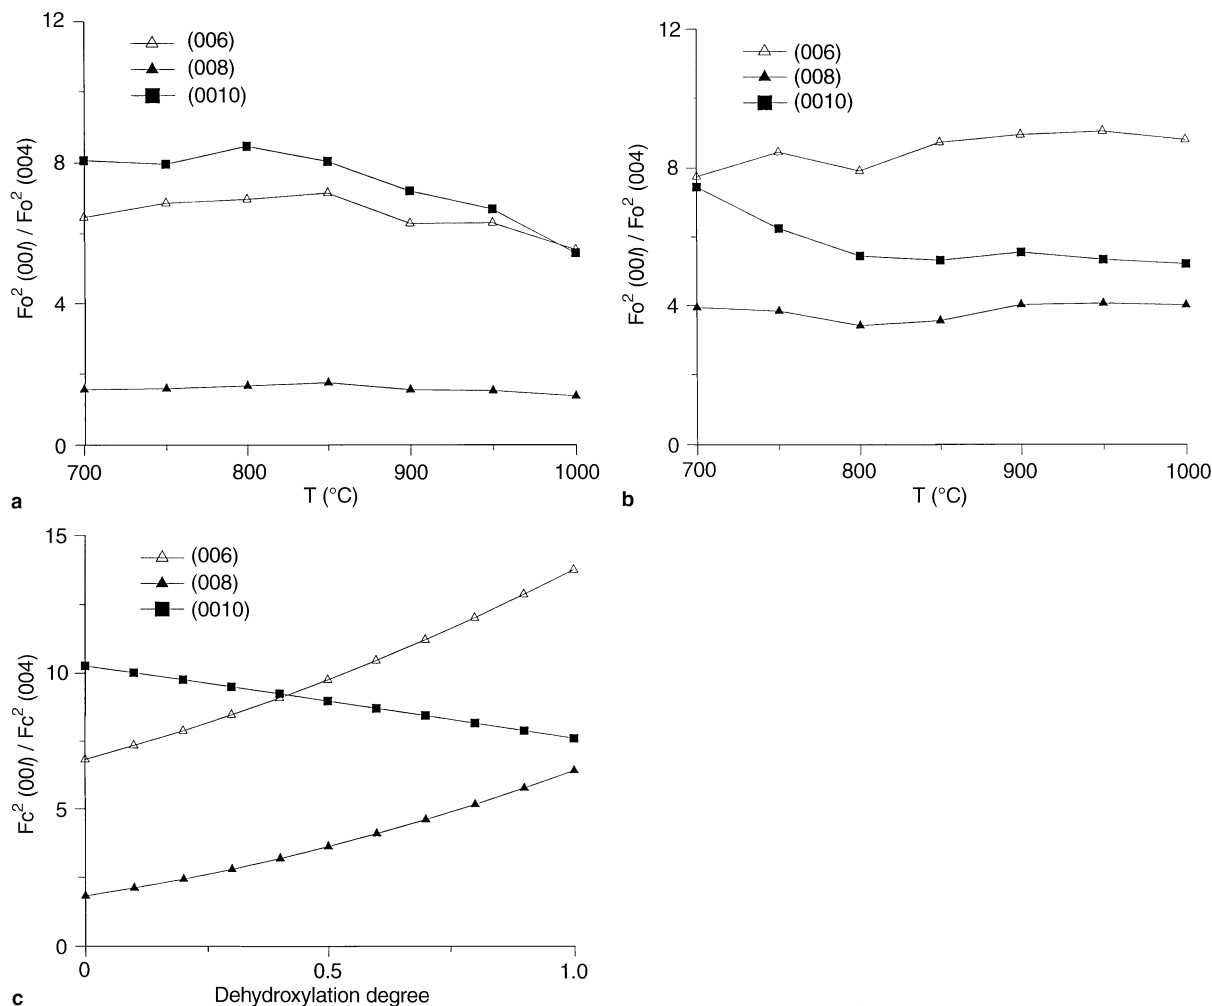 12
8
4
0
Fo² (00l) / Fo² (004)
(006)
(008)
(0010)
700 800 900 1000
T (°C)
a
12
8
4
0
Fo² (00l) / Fo² (004)
(006)
(008)
(0010)
700 800 900 1000
T (°C)
b
15
10
5
0
Fc² (00l) / Fc² (004)
(006)
(008)
(0010)
0 0.5 1.0
Dehydroxylation degree
c